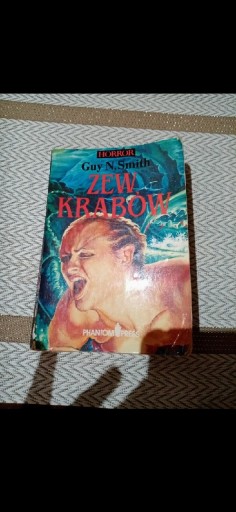 HORROR
Guy N. Smith
ZEW
KRABÓW
PHANTOM PRESS